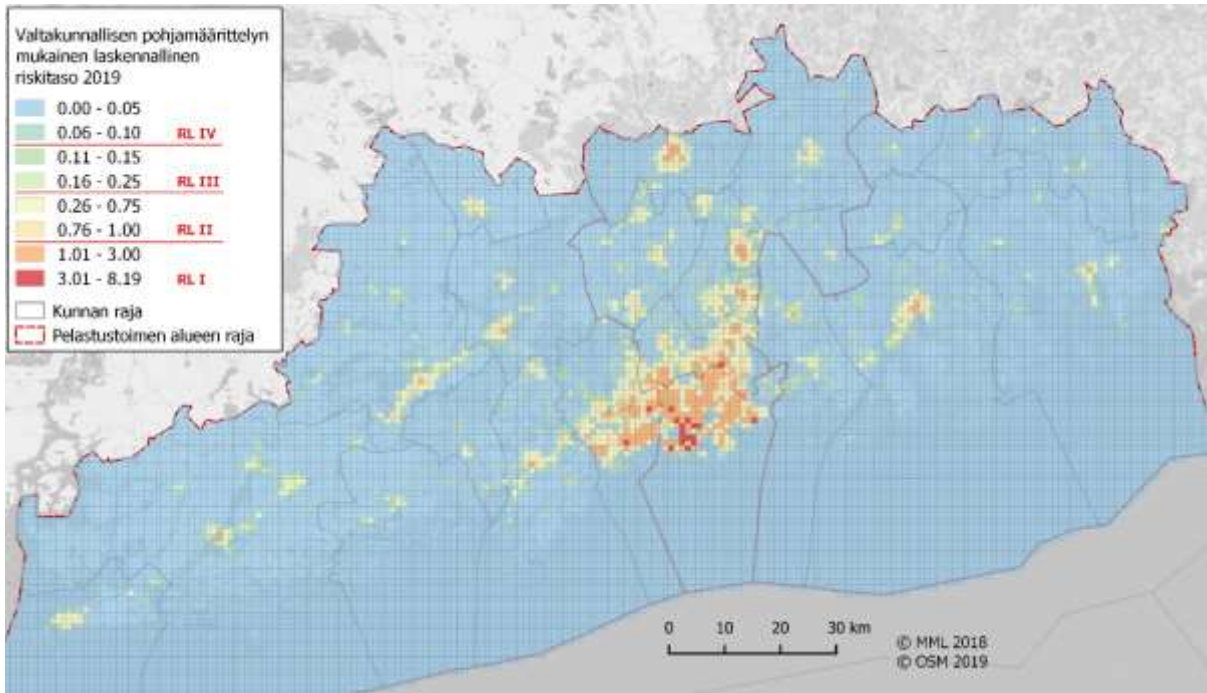 Valtakunnallisen pohjamäärittelyn
mukainen laskennallinen
riskitaso 2019
0.00 - 0.05
0.06 - 0.10 RL IV
0.11 - 0.15
0.16 - 0.25 RL III
0.26 - 0.75
0.76 - 1.00 RL II
1.01 - 3.00
3.01 - 8.19 RL I
Kunnan raja
Pelastustoimen alueen raja
0 10 20 30 km
© MML 2018
© OSM 2019